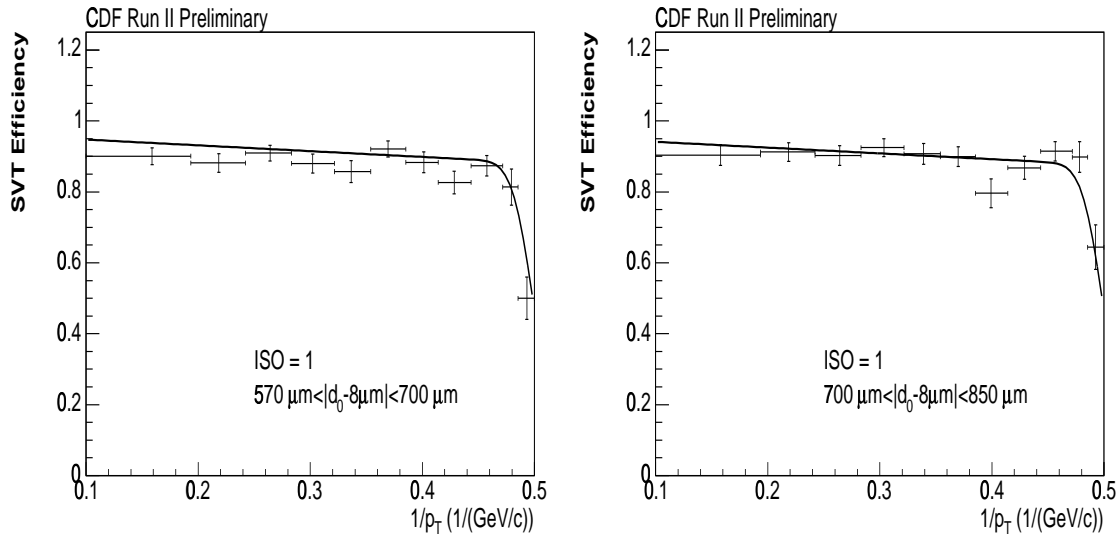 CDF Run II Preliminary
SVT Efficiency
1.2
1
0.8
0.6
0.4
0.2
0
0.1 0.2 0.3 0.4 0.5
1/p_T (1/(GeV/c))
ISO = 1
570 μm<|d_0-8μm|<700 μm
CDF Run II Preliminary
SVT Efficiency
1.2
1
0.8
0.6
0.4
0.2
0
0.1 0.2 0.3 0.4 0.5
1/p_T (1/(GeV/c))
ISO = 1
700 μm<|d_0-8μm|<850 μm